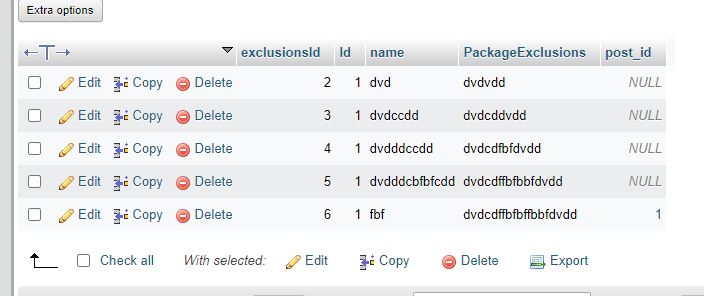 Extra options
←T→ exclusionsId Id name PackageExclusions post_id
Edit Copy Delete 2 1 dvd dvdvdd NULL
Edit Copy Delete 3 1 dvdccdd dvdcddvdd NULL
Edit Copy Delete 4 1 dvdddccdd dvdcdfbfdvdd NULL
Edit Copy Delete 5 1 dvdddcbfbfcdd dvdcdffbfbbfdvdd NULL
Edit Copy Delete 6 1 fbf dvdcdffbfbffbbfdvdd 1
Check all With selected: Edit Copy Delete Export